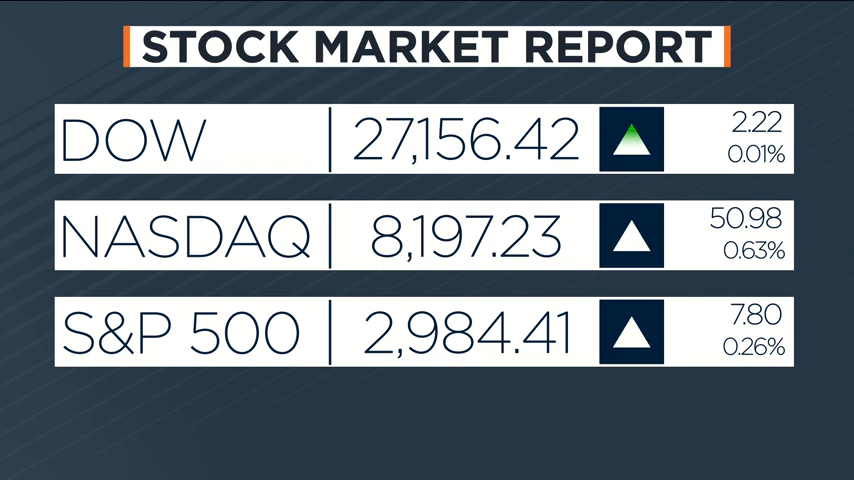 STOCK MARKET REPORT
DOW 27,156.42 2.22
0.01%
NASDAQ 8,197.23 50.98
0.63%
S&P 500 2,984.41 7.80
0.26%